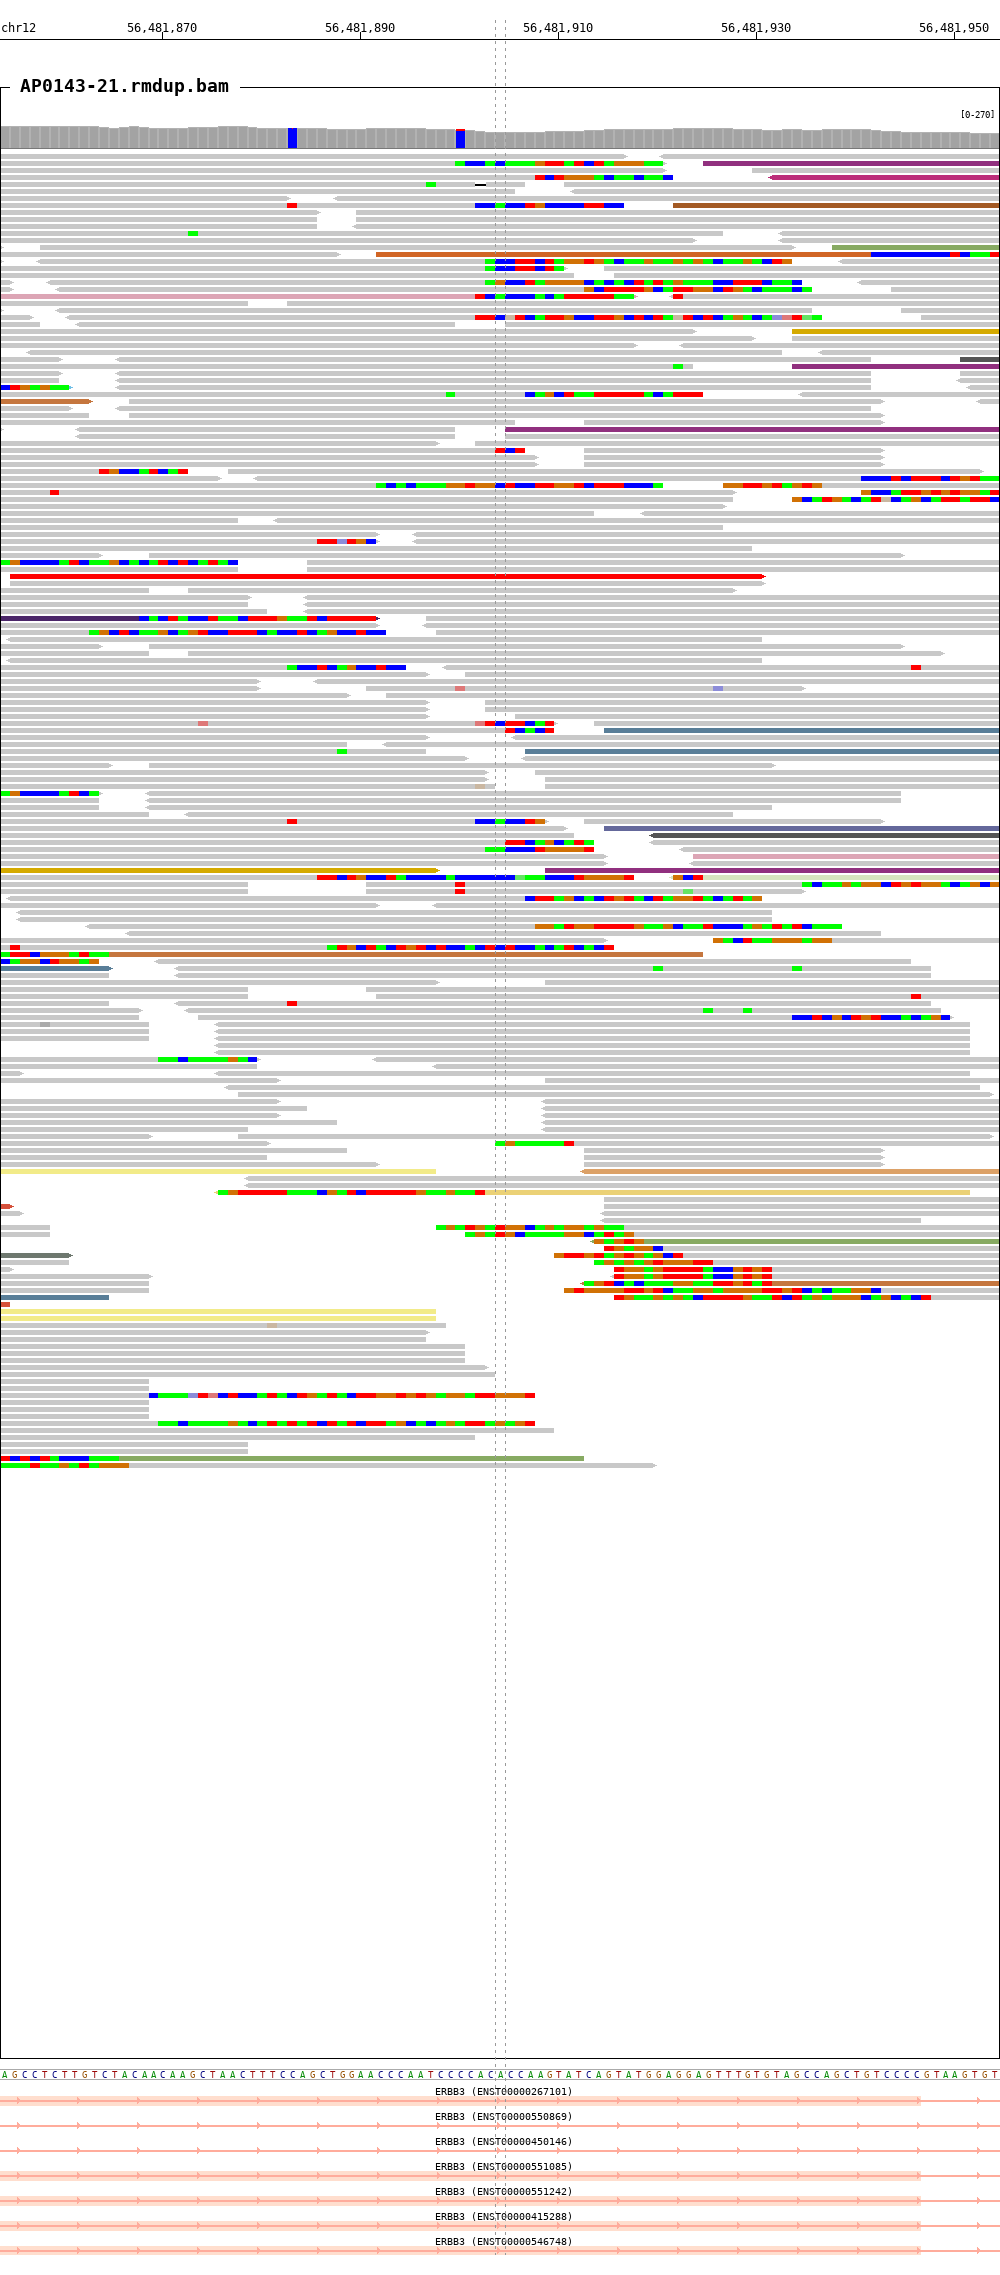 chr12 56,481,870 56,481,890 56,481,910 56,481,930 56,481,950
AP0143-21.rmdup.bam
[0-270]
AGCCTCTTGTCTACAACAAGCTAACTTTCCAGCTGGAACCCAATCCCCACACCAAGTATCAGTATGGAGGAGTTTGTGTAGCCAGCTGTCCCCGTAAGTGT
ERBB3 (ENST00000267101)
ERBB3 (ENST00000550869)
ERBB3 (ENST00000450146)
ERBB3 (ENST00000551085)
ERBB3 (ENST00000551242)
ERBB3 (ENST00000415288)
ERBB3 (ENST00000546748)